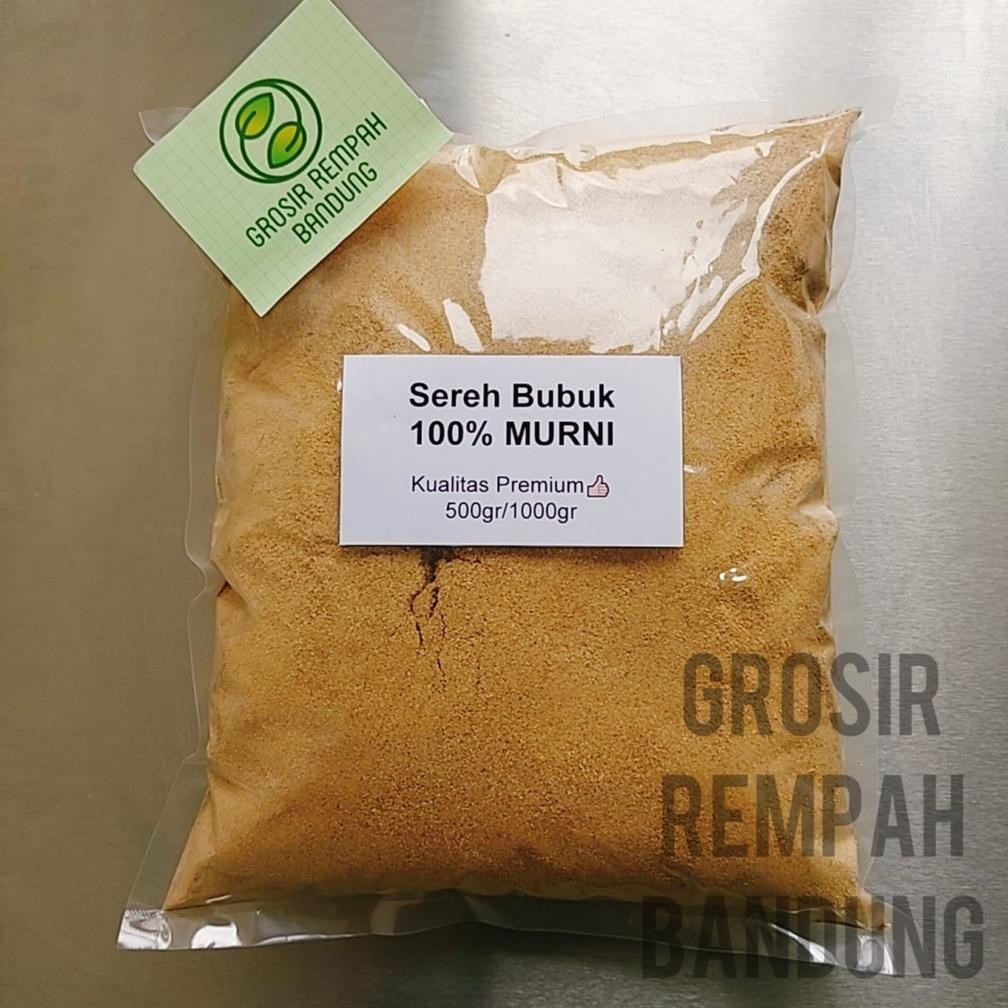 GROSIR REMPAH
BANDUNG
Sereh Bubuk
100% MURNI
Kualitas Premium👍
500gr/1000gr
GROSIR
REMPAH
BANDUNG